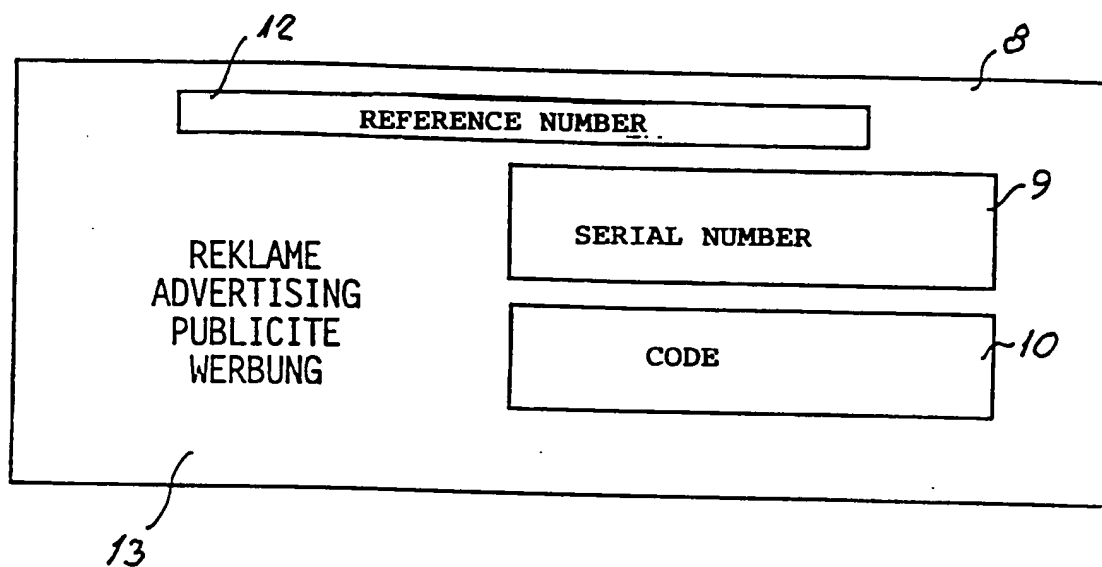 12
8
REFERENCE NUMBER
9
SERIAL NUMBER
REKLAME
ADVERTISING
PUBLICITE
WERBUNG
CODE
10
13